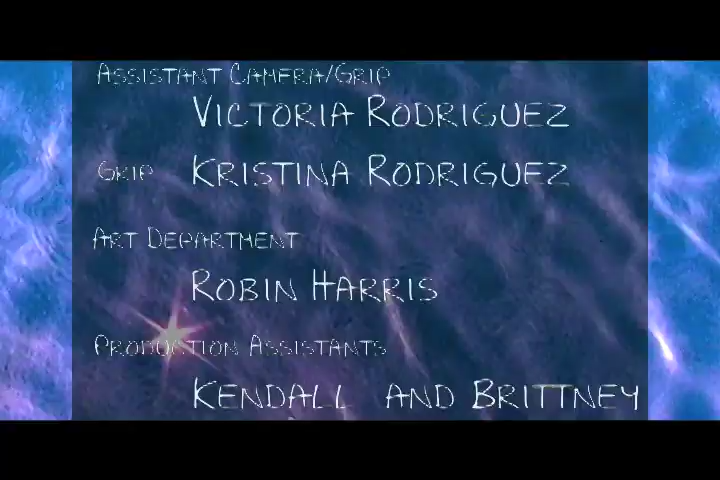 ASSISTANT CAMERA/GRIP
VICTORIA RODRIGUEZ
GRIP KRISTINA RODRIGUEZ
ART DEPARTMENT
ROBIN HARRIS
PRODUCTION ASSISTANTS
KENDALL AND BRITTNEY